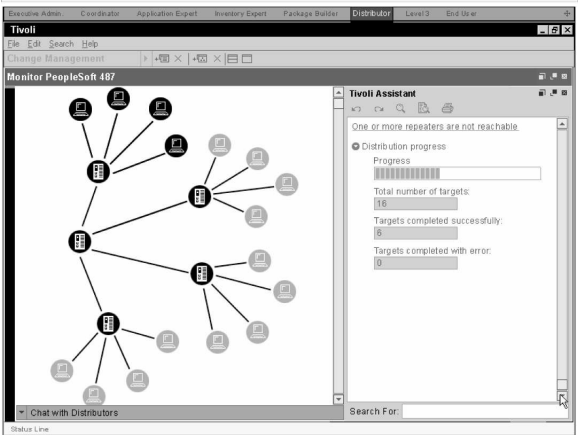 Executive Admin. Coordinator Application Expert Inventory Expert Package Builder Distributor Level 3 End User
Tivoli
File Edit Search Help
Change Management
Monitor PeopleSoft 487
Tivoli Assistant
One or more repeaters are not reachable
Distribution progress
Progress
Total number of targets:
16
Targets completed successfully:
6
Targets completed with error:
0
Chat with Distributors
Search For:
Status Line